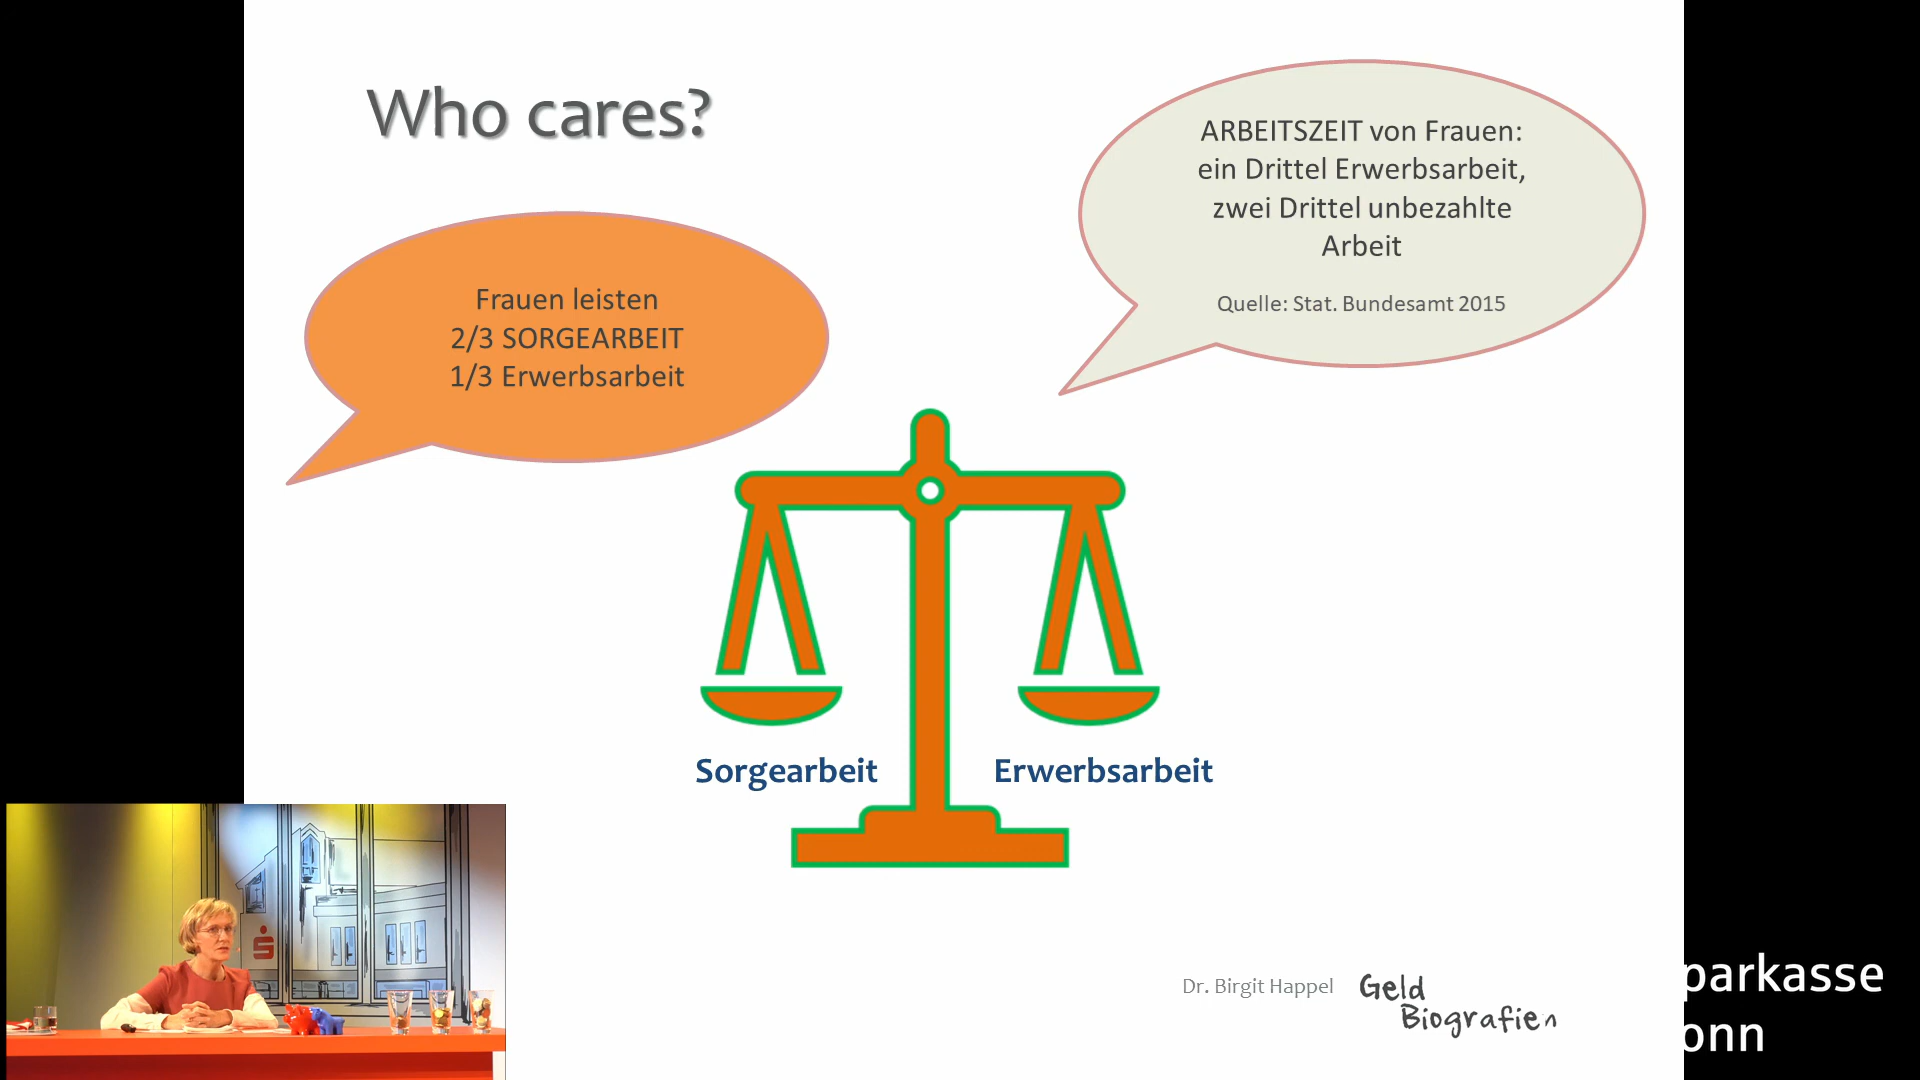 Who cares?
ARBEITSZEIT von Frauen:
ein Drittel Erwerbsarbeit,
zwei Drittel unbezahlte
Arbeit
Quelle: Stat. Bundesamt 2015
Frauen leisten
2/3 SORGEARBEIT
1/3 Erwerbsarbeit
Sorgearbeit
Erwerbsarbeit
Dr. Birgit Happel
Geld
Biografien
parkasse
onn